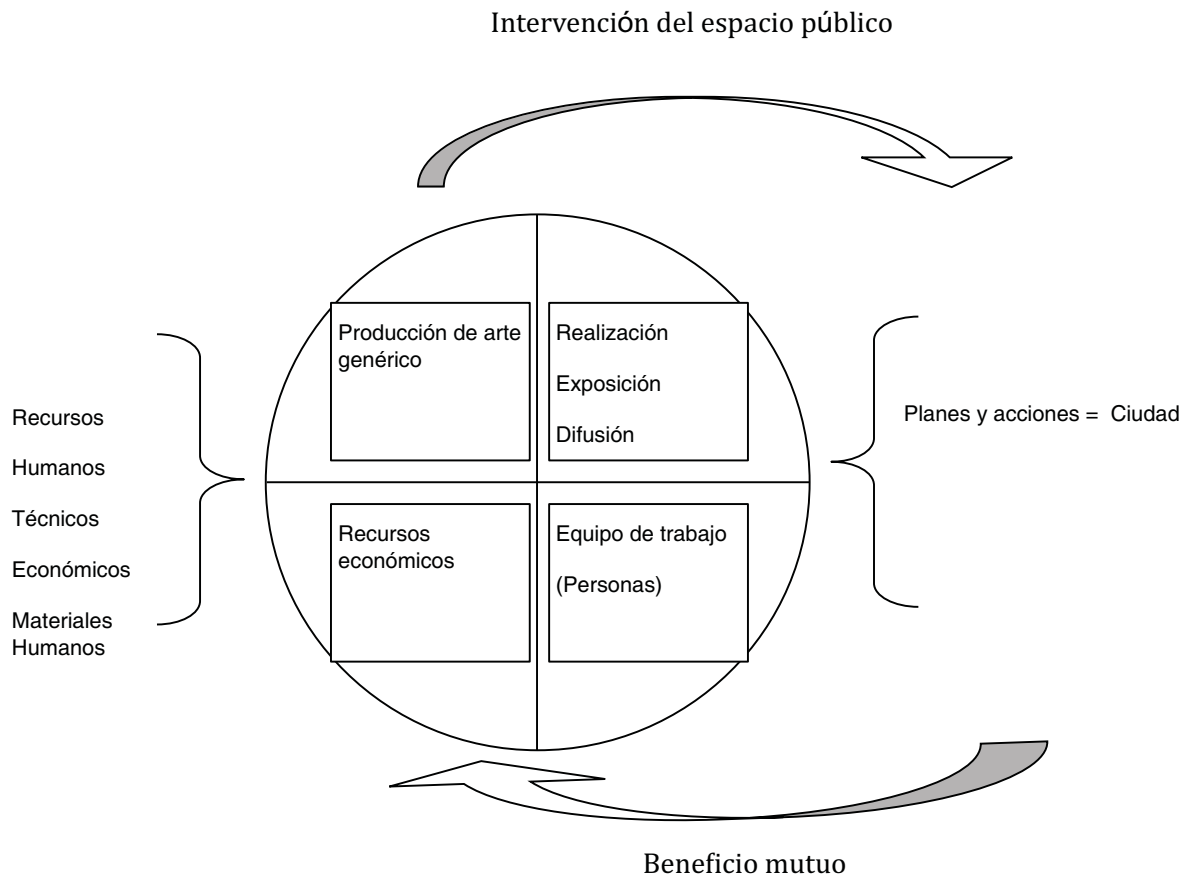 Intervención del espacio público
Producción de arte
genérico
Realización
Exposición
Difusión
Recursos
Humanos
Técnicos
Económicos
Materiales
Humanos
Planes y acciones = Ciudad
Recursos
económicos
Equipo de trabajo
(Personas)
Beneficio mutuo